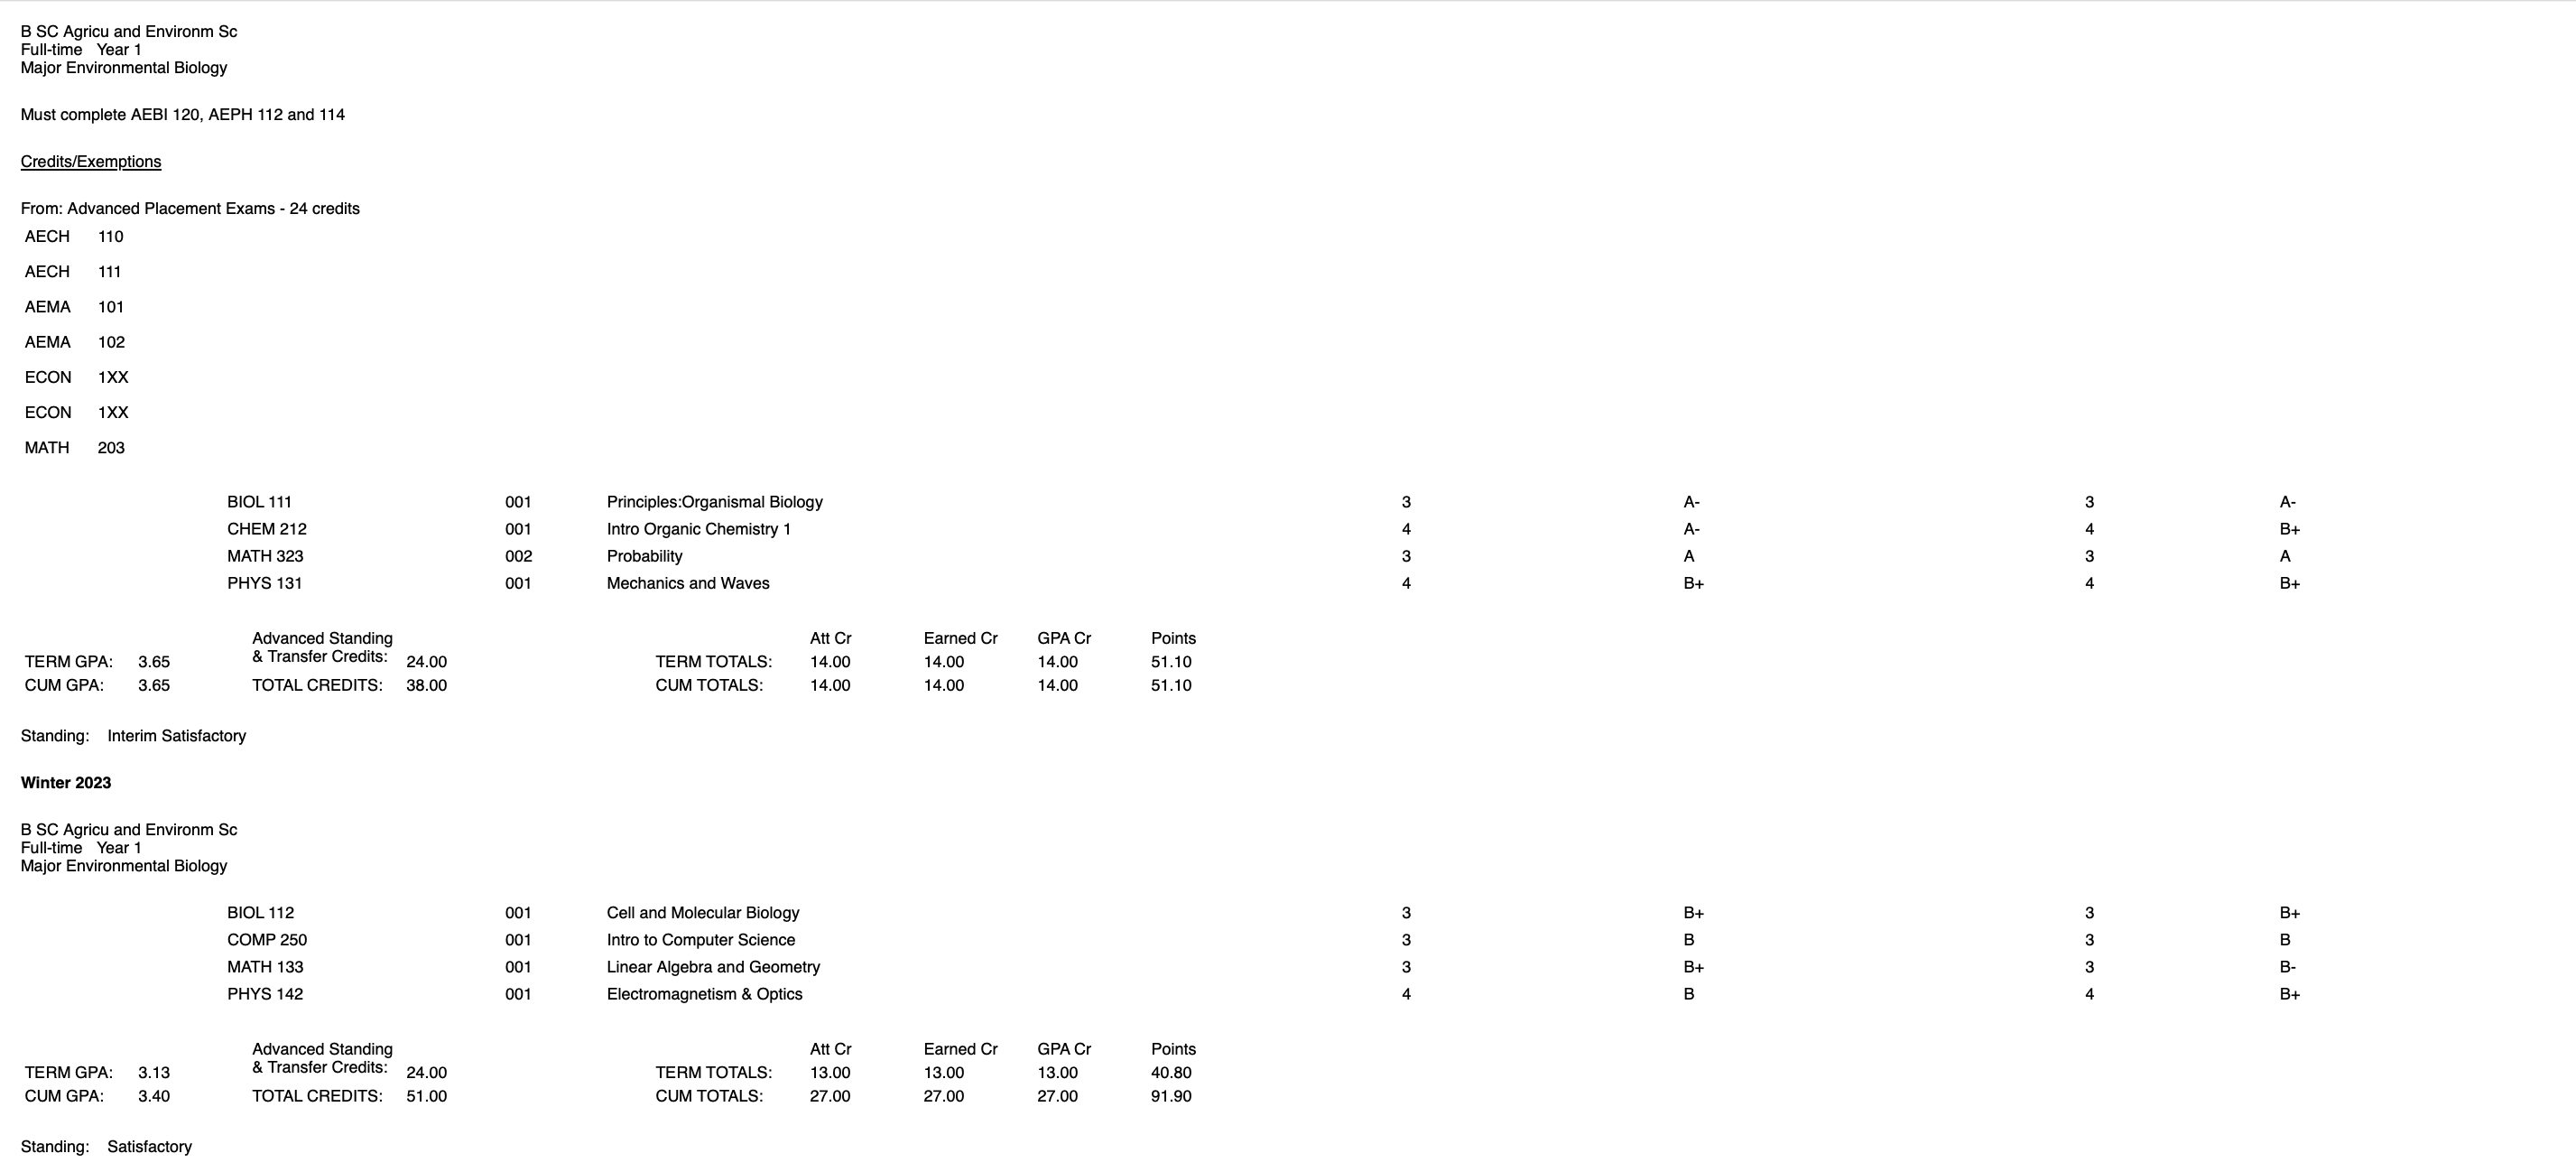 B SC Agricu and Environm Sc
Full-time Year 1
Major Environmental Biology
Must complete AEBI 120, AEPH 112 and 114
Credits/Exemptions
From: Advanced Placement Exams - 24 credits
AECH 110
AECH 111
AEMA 101
AEMA 102
ECON 1XX
ECON 1XX
MATH 203
BIOL 111 001 Principles:Organismal Biology 3 A- 3 A-
CHEM 212 001 Intro Organic Chemistry 1 4 A- 4 B+
MATH 323 002 Probability 3 A 3 A
PHYS 131 001 Mechanics and Waves 4 B+ 4 B+
Advanced Standing Att Cr Earned Cr GPA Cr Points
TERM GPA: 3.65 & Transfer Credits: 24.00 TERM TOTALS: 14.00 14.00 14.00 51.10
CUM GPA: 3.65 TOTAL CREDITS: 38.00 CUM TOTALS: 14.00 14.00 14.00 51.10
Standing: Interim Satisfactory
Winter 2023
B SC Agricu and Environm Sc
Full-time Year 1
Major Environmental Biology
BIOL 112 001 Cell and Molecular Biology 3 B+ 3 B+
COMP 250 001 Intro to Computer Science 3 B 3 B
MATH 133 001 Linear Algebra and Geometry 3 B+ 3 B-
PHYS 142 001 Electromagnetism & Optics 4 B 4 B+
Advanced Standing Att Cr Earned Cr GPA Cr Points
TERM GPA: 3.13 & Transfer Credits: 24.00 TERM TOTALS: 13.00 13.00 13.00 40.80
CUM GPA: 3.40 TOTAL CREDITS: 51.00 CUM TOTALS: 27.00 27.00 27.00 91.90
Standing: Satisfactory